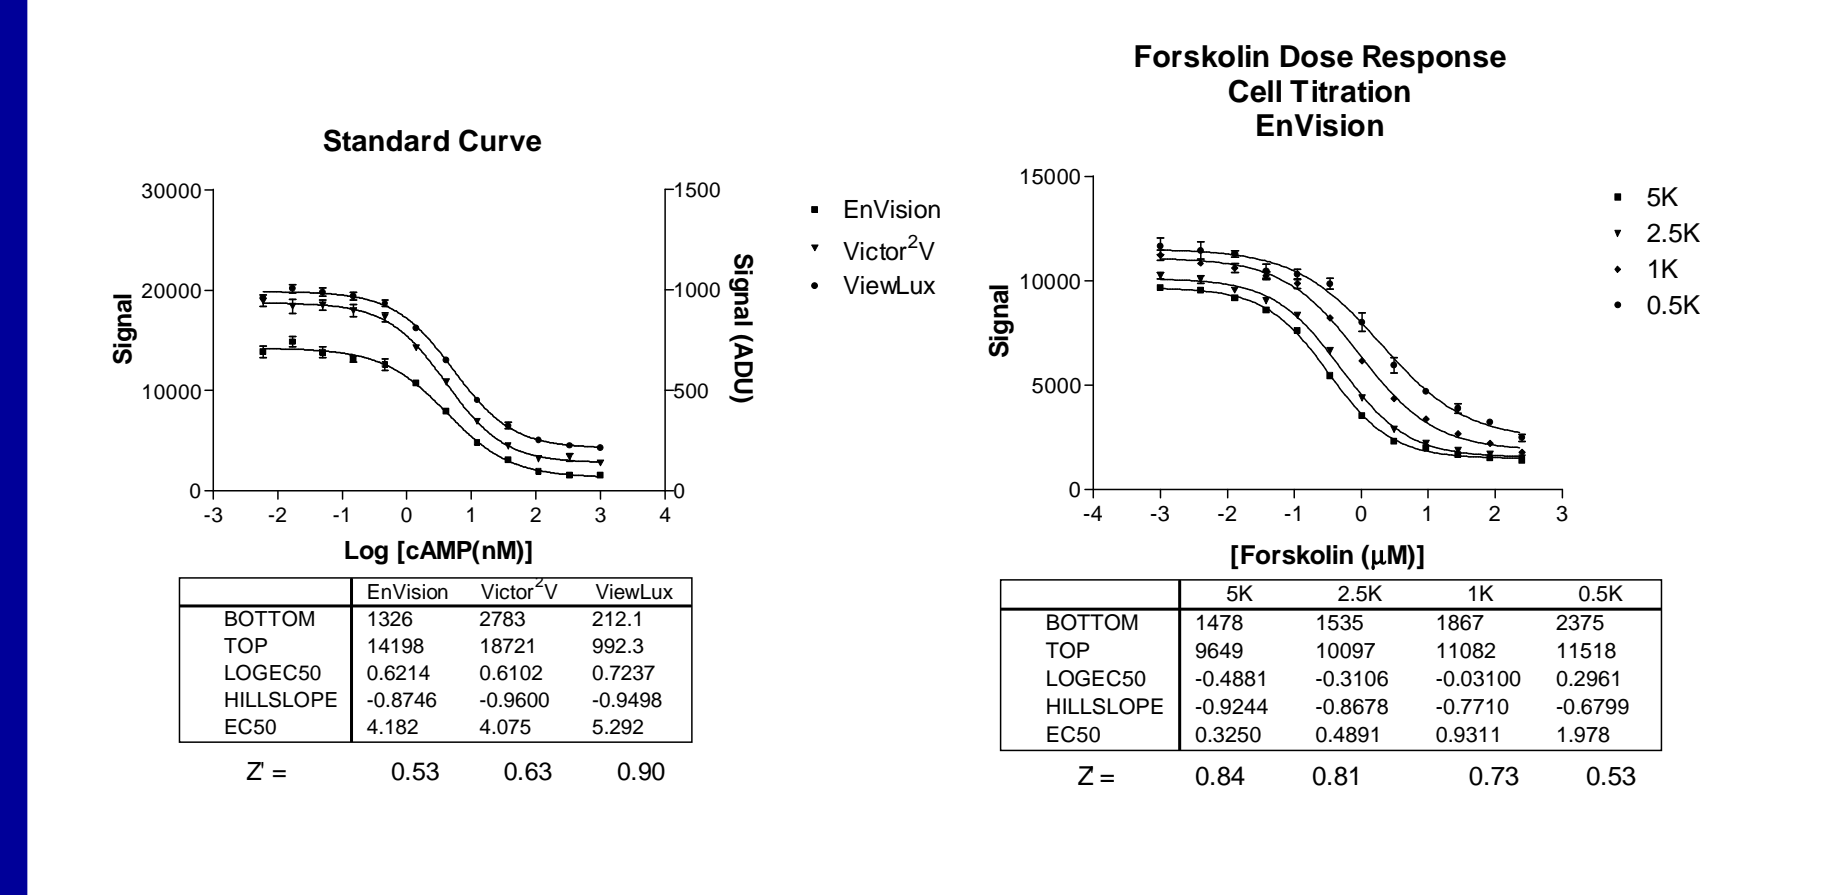 Standard Curve
30000
20000
10000
0
Signal
1500
1000
500
0
Signal (ADU)
-3 -2 -1 0 1 2 3 4
Log [cAMP(nM)]
EnVision
Victor2V
ViewLux
EnVision Victor2V ViewLux
BOTTOM 1326 2783 212.1
TOP 14198 18721 992.3
LOGEC50 0.6214 0.6102 0.7237
HILLSLOPE -0.8746 -0.9600 -0.9498
EC50 4.182 4.075 5.292
Z' = 0.53 0.63 0.90
Forskolin Dose Response
Cell Titration
EnVision
15000
10000
5000
0
Signal
-4 -3 -2 -1 0 1 2 3
[Forskolin (μM)]
5K
2.5K
1K
0.5K
5K 2.5K 1K 0.5K
BOTTOM 1478 1535 1867 2375
TOP 9649 10097 11082 11518
LOGEC50 -0.4881 -0.3106 -0.03100 0.2961
HILLSLOPE -0.9244 -0.8678 -0.7710 -0.6799
EC50 0.3250 0.4891 0.9311 1.978
Z' = 0.84 0.81 0.73 0.53